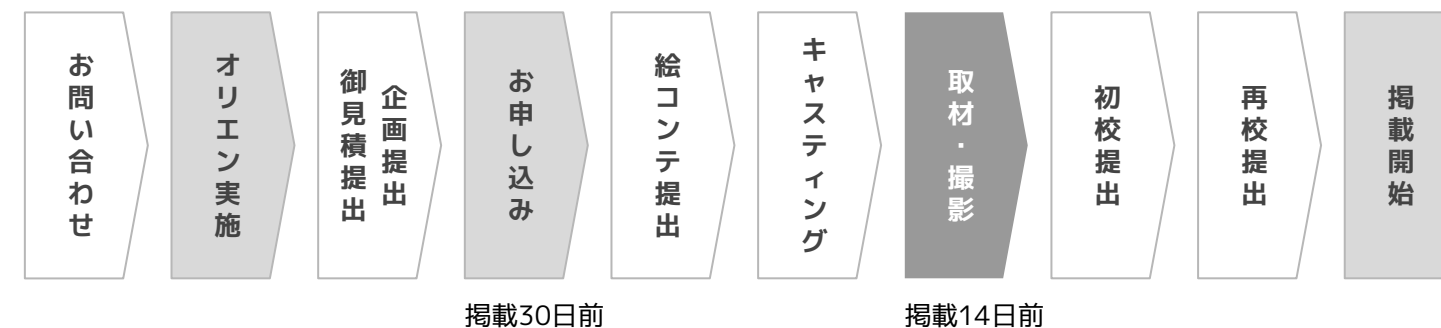 お問い合わせ
オリエン実施
企画提出
御見積提出
お申し込み
絵コンテ提出
キャスティング
取材・撮影
初校提出
再校提出
掲載開始
掲載30日前
掲載14日前